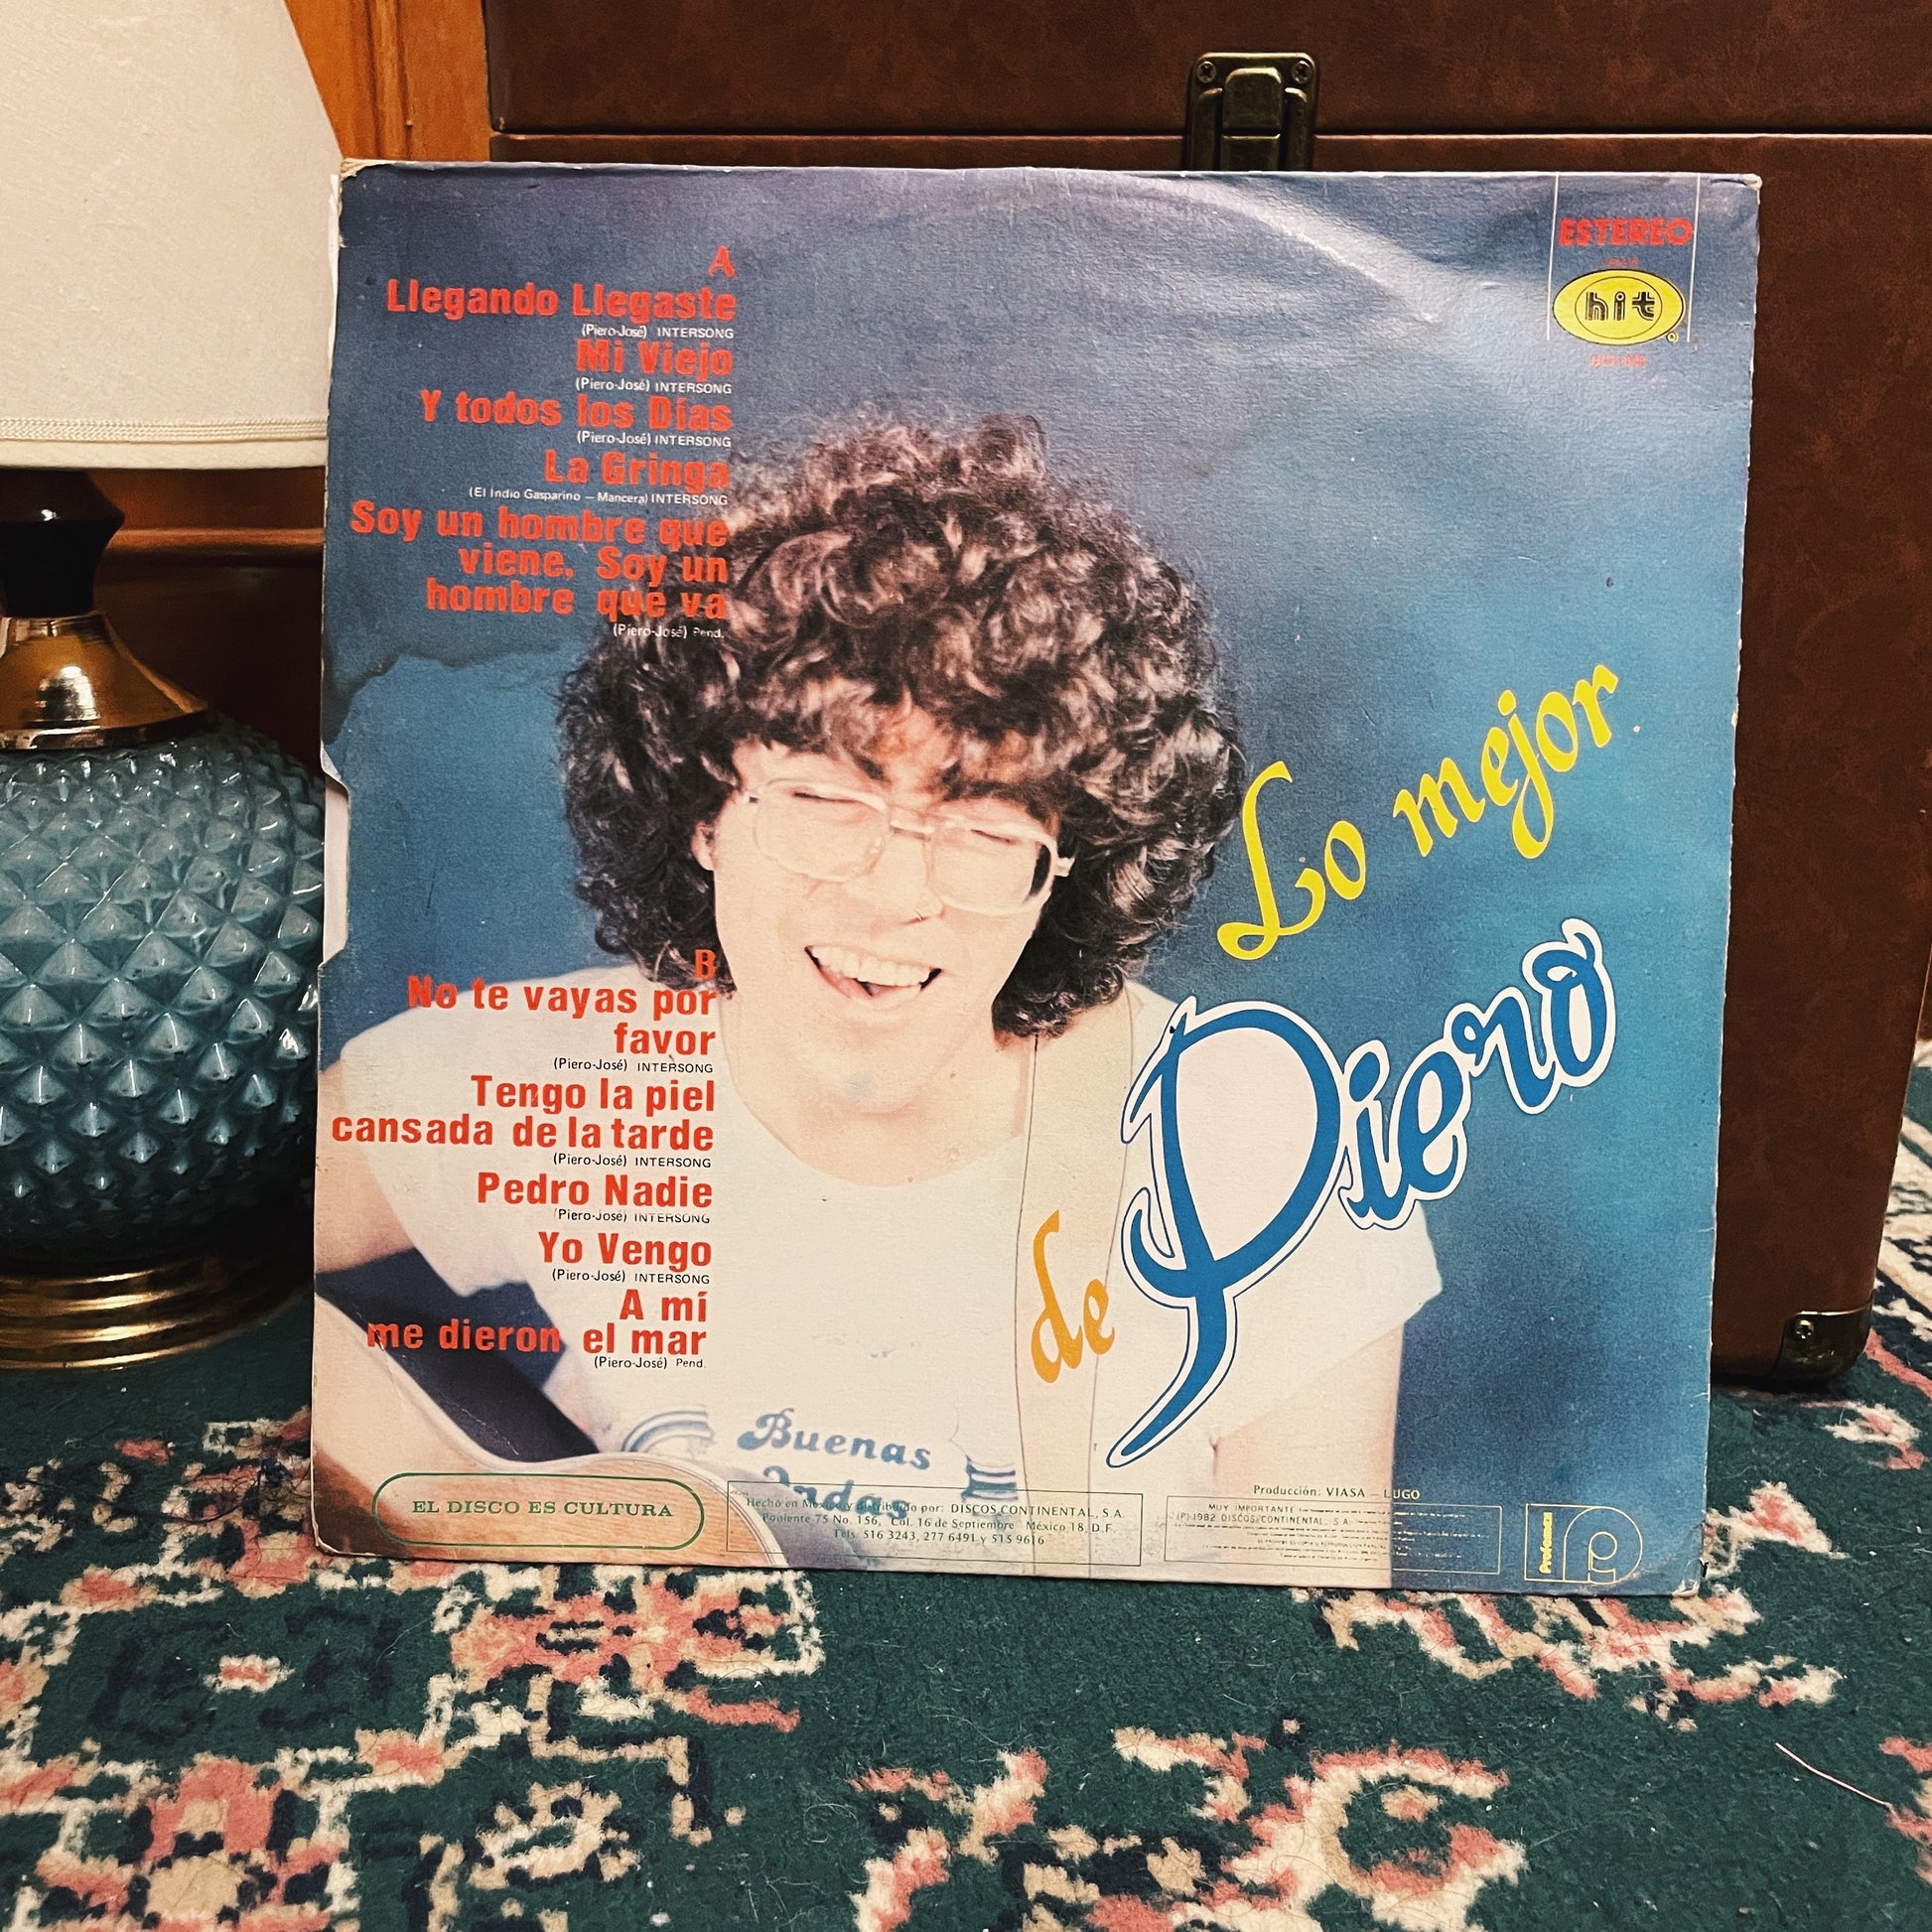 A
Llegando Llegaste
(Piero-José) INTERSONG
Mi Viejo
(Piero-José) INTERSONG
Y todos los Días
(Piero-José) INTERSONG
La Gringa
(El Indio Gasparino – Mancera) INTERSONG
Soy un hombre que
viene. Soy un
hombre que va
(Piero-José) Pend.
B
No te vayas por
favor
(Piero-José) INTERSONG
Tengo la piel
cansada de la tarde
(Piero-José) INTERSONG
Pedro Nadie
(Piero-José) INTERSONG
Yo Vengo
(Piero-José) INTERSONG
A mí
me dieron el mar
(Piero-José) Pend.
ESTEREO
hit
Lo mejor
de Piero
Buenas
EL DISCO ES CULTURA
Hecho en México y distribuido por: DISCOS CONTINENTAL, S.A.
Poniente 75 No. 156, Col. 16 de Septiembre México 18, D.F.
Tels. 516 3243, 277 6491 y 515 9616
Producción: VIASA – LUGO
MUY IMPORTANTE
(P) 1982 DISCOS CONTINENTAL, S.A.